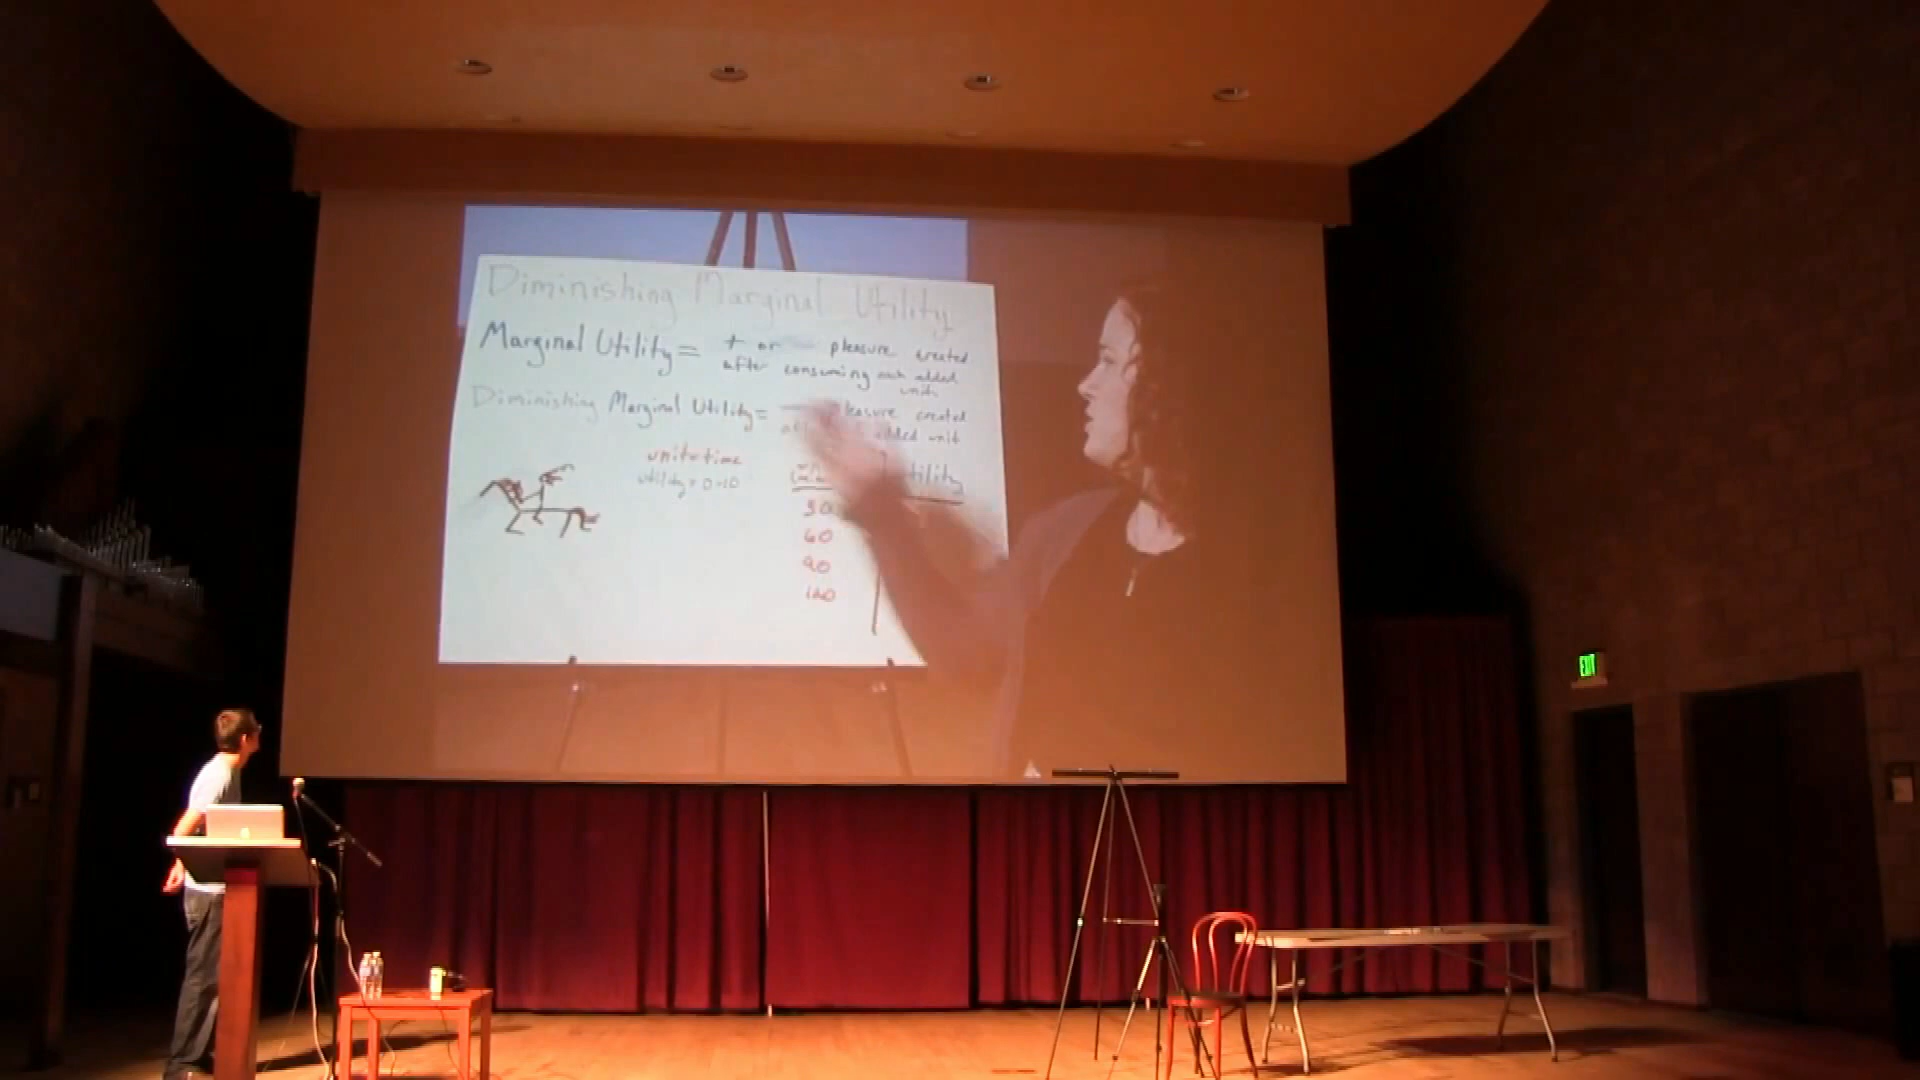 Diminishing Marginal Utility
Marginal Utility = + or — pleasure created
after consuming each added
unit
Diminishing Marginal Utility = — pleasure created
added unit
unit=time
utility=0-10
utility
30
60
90
120
EXIT